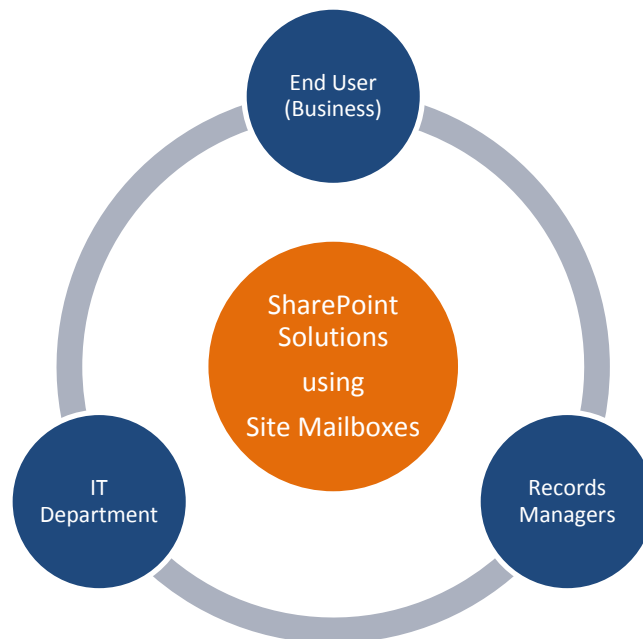 End User
(Business)
SharePoint
Solutions
using
Site Mailboxes
IT
Department
Records
Managers